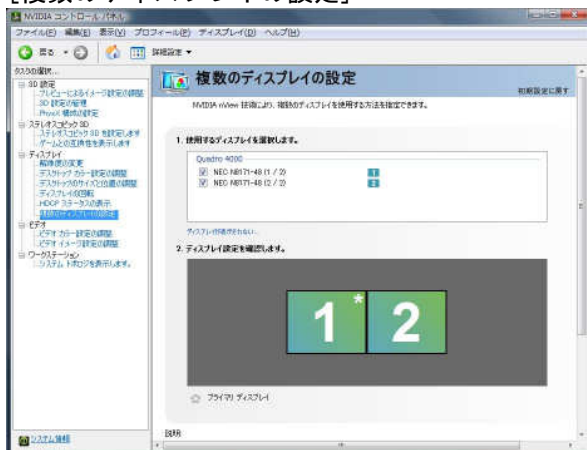 [複数のディスプレイの設定]
NVIDIA コントロール パネル
ファイル(F) 編集(E) 表示(V) プロファイル(R) ディスプレイ(D) ヘルプ(H)
戻る
詳細設定
タスクの選択...
3D 設定
プレビューによるイメージ設定の調整
3D 設定の管理
PhysX 構成の設定
ステレオスコピック 3D
ステレオスコピック 3D を設定します
ゲームとの互換性を表示します
ディスプレイ
解像度の変更
デスクトップ カラー設定の調整
デスクトップのサイズと位置の調整
ディスプレイの回転
HDCP ステータスの表示
複数のディスプレイの設定
ビデオ
ビデオ カラー設定の調整
ビデオ イメージ設定の調整
ワークステーション
システム トポロジを表示します。
システム情報
複数のディスプレイの設定
初期設定に戻す
NVIDIA nView 技術により、複数のディスプレイを使用する方法を指定できます。
1. 使用するディスプレイを選択します。
Quadro 4000
NEC N8171-48 (1 / 2) 1
NEC N8171-48 (2 / 2) 2
ディスプレイが表示されない...
2. ディスプレイ設定を確認します。
1 * 2
プライマリ ディスプレイ
説明